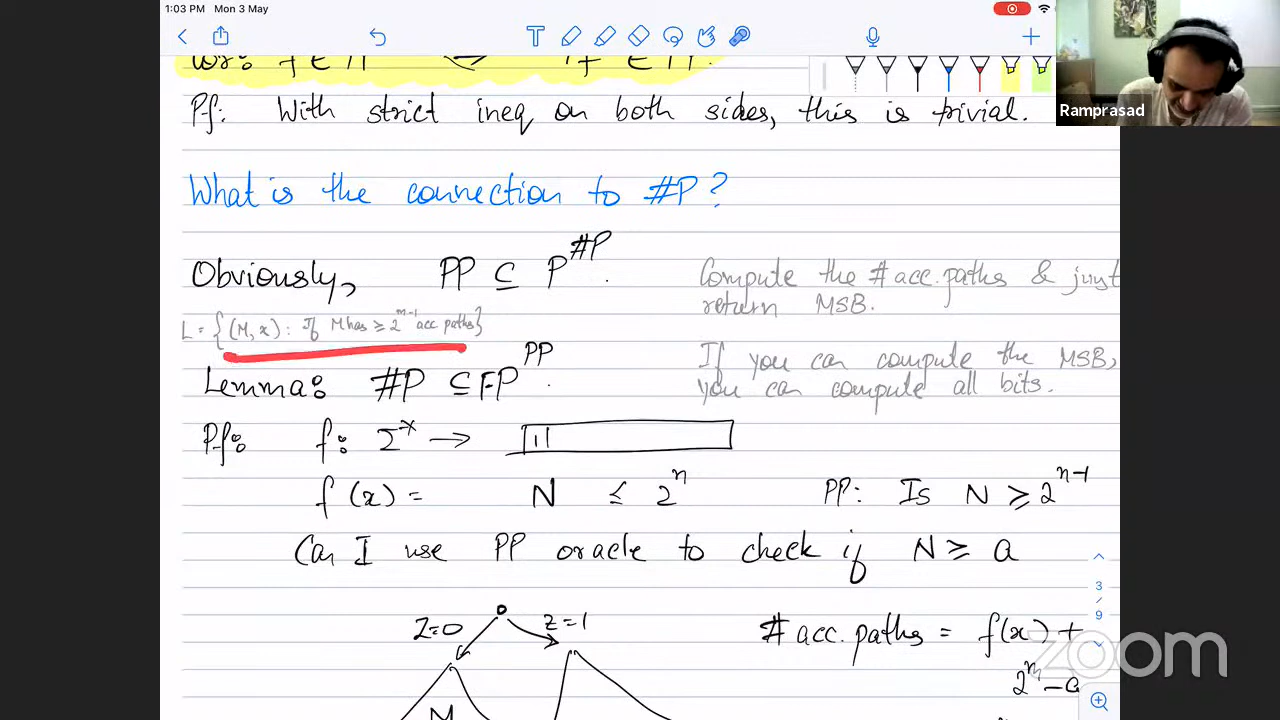 1:03 PM Mon 3 May
Ramprasad
Pf: With strict ineq on both sides, this is trivial.
What is the connection to #P?
Obviously, PP ⊆ P^#P.
Compute the # acc. paths & just
return MSB.
L = {(M, x): If M has ≥ 2^m-1 acc paths}
Lemma: #P ⊆ FP^PP.
If you can compute the MSB,
you can compute all bits.
Pf: f: Σ* →
f(x) = N ≤ 2^n PP: Is N ≥ 2^n-1
Can I use PP oracle to check if N ≥ a
3
9
Z=0 z=1
# acc. paths = f(x) +
2^m - a
M
zoom